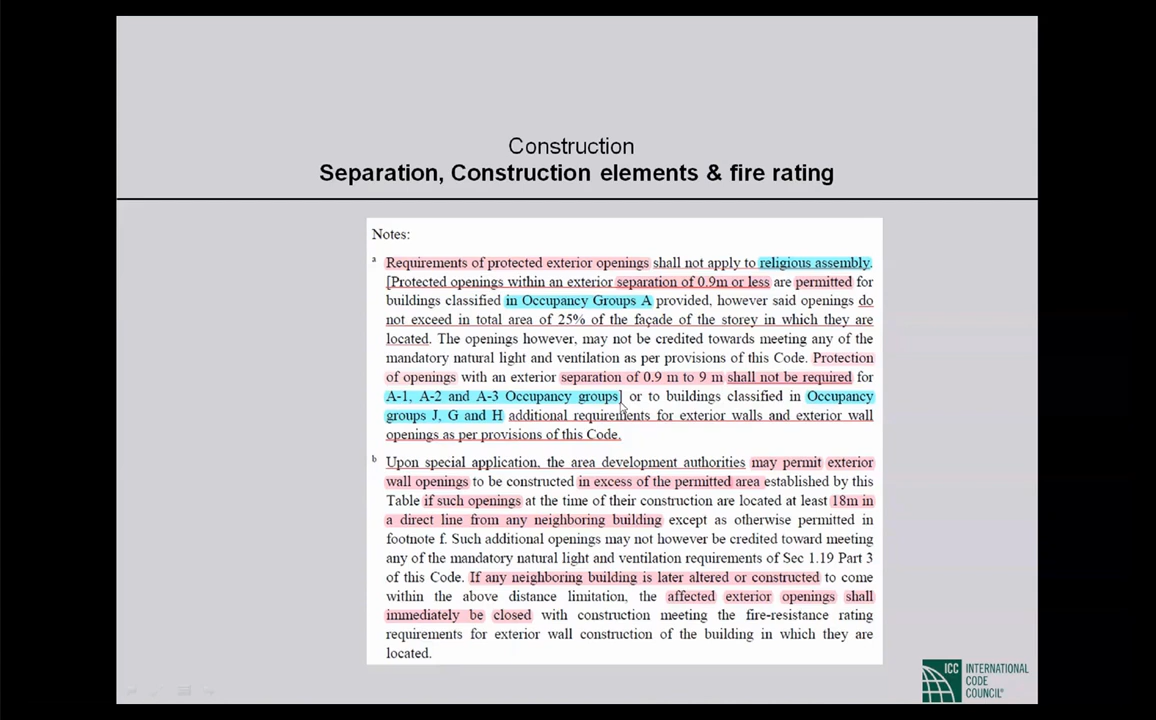 Construction
Separation, Construction elements & fire rating
Notes:
a Requirements of protected exterior openings shall not apply to religious assembly.
[Protected openings within an exterior separation of 0.9m or less are permitted for
buildings classified in Occupancy Groups A provided, however said openings do
not exceed in total area of 25% of the façade of the storey in which they are
located. The openings however, may not be credited towards meeting any of the
mandatory natural light and ventilation as per provisions of this Code. Protection
of openings with an exterior separation of 0.9 m to 9 m shall not be required for
A-1, A-2 and A-3 Occupancy groups] or to buildings classified in Occupancy
groups J, G and H additional requirements for exterior walls and exterior wall
openings as per provisions of this Code.
b Upon special application, the area development authorities may permit exterior
wall openings to be constructed in excess of the permitted area established by this
Table if such openings at the time of their construction are located at least 18m in
a direct line from any neighboring building except as otherwise permitted in
footnote f. Such additional openings may not however be credited toward meeting
any of the mandatory natural light and ventilation requirements of Sec 1.19 Part 3
of this Code. If any neighboring building is later altered or constructed to come
within the above distance limitation, the affected exterior openings shall
immediately be closed with construction meeting the fire-resistance rating
requirements for exterior wall construction of the building in which they are
located.
ICC INTERNATIONAL
CODE
COUNCIL®